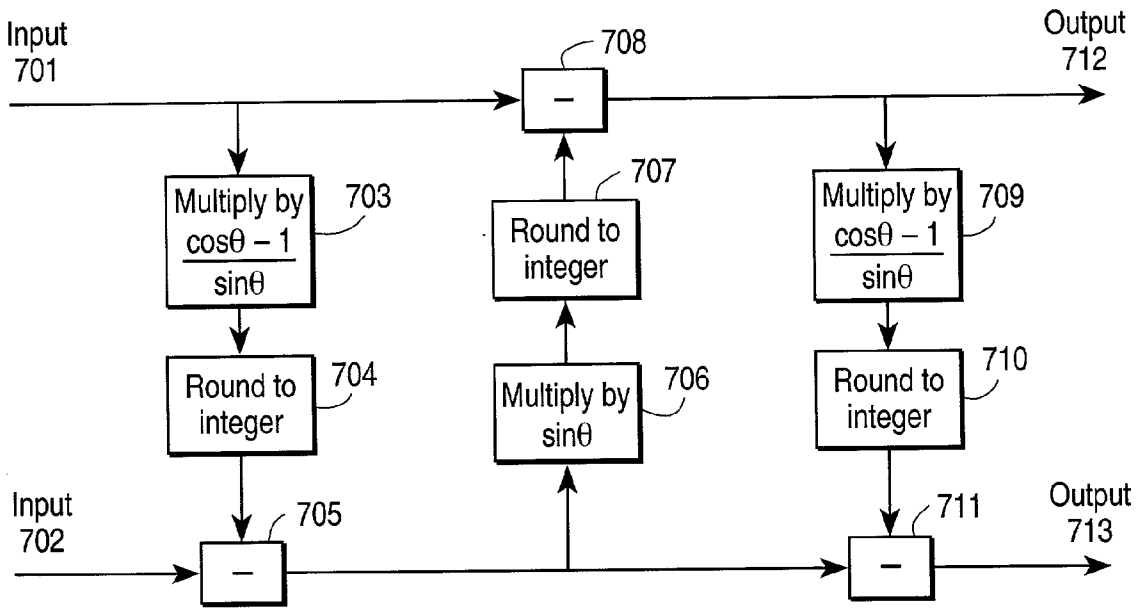 Input
701
708
Output
712
Multiply by
cosθ – 1
sinθ
703
707
Round to
integer
Multiply by
cosθ – 1
sinθ
709
Round to
integer
704
Multiply by
sinθ
706
Round to
integer
710
Input
702
–
705
–
–
711
Output
713